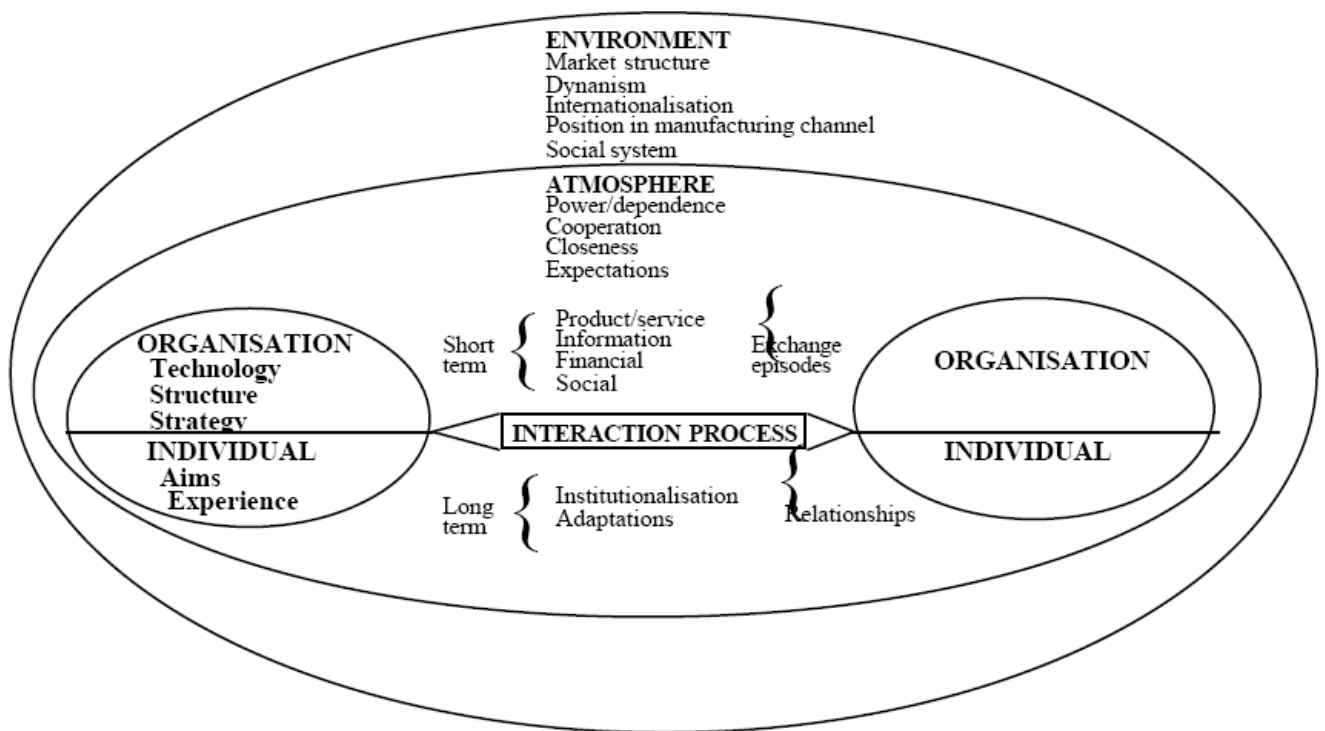 ENVIRONMENT
Market structure
Dynanism
Internationalisation
Position in manufacturing channel
Social system
ATMOSPHERE
Power/dependence
Cooperation
Closeness
Expectations
ORGANISATION
Technology
Structure
Strategy
INDIVIDUAL
Aims
Experience
Short
term
Product/service
Information
Financial
Social
Exchange
episodes
INTERACTION PROCESS
Long
term
Institutionalisation
Adaptations
Relationships
ORGANISATION
INDIVIDUAL